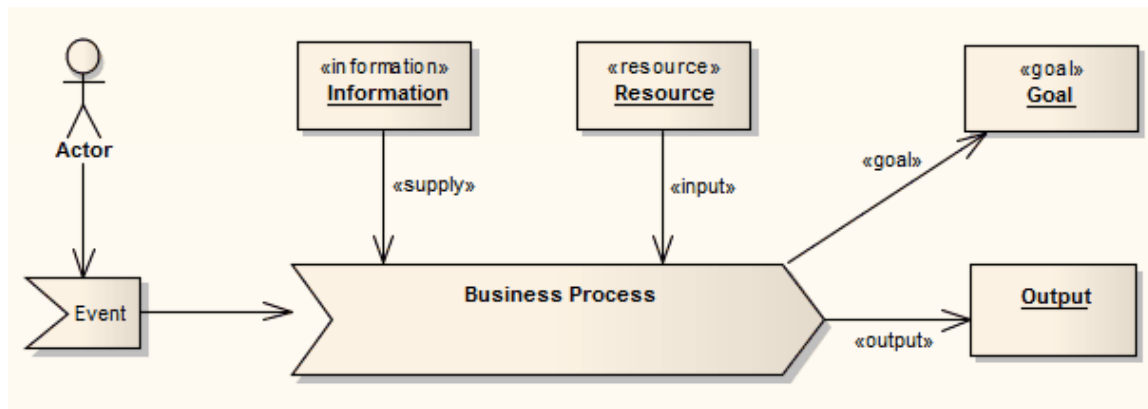 «information»
Information
«resource»
Resource
«goal»
Goal
Actor
«supply»
«input»
«goal»
Event
Business Process
Output
«output»